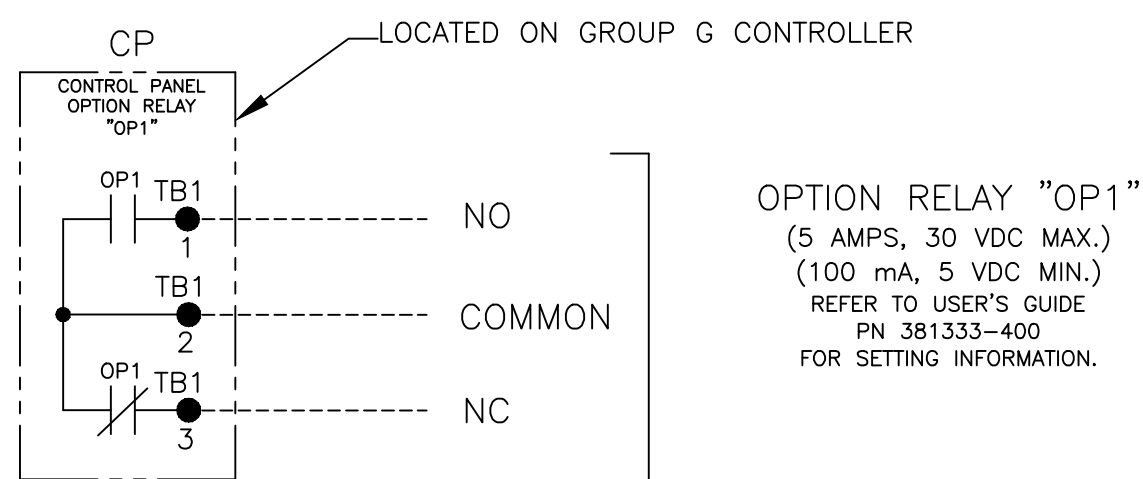 LOCATED ON GROUP G CONTROLLER
CP
CONTROL PANEL
OPTION RELAY
"OP1"
OP1
TB1
1
NO
TB1
2
COMMON
OP1
TB1
3
NC
OPTION RELAY "OP1"
(5 AMPS, 30 VDC MAX.)
(100 mA, 5 VDC MIN.)
REFER TO USER'S GUIDE
PN 381333-400
FOR SETTING INFORMATION.